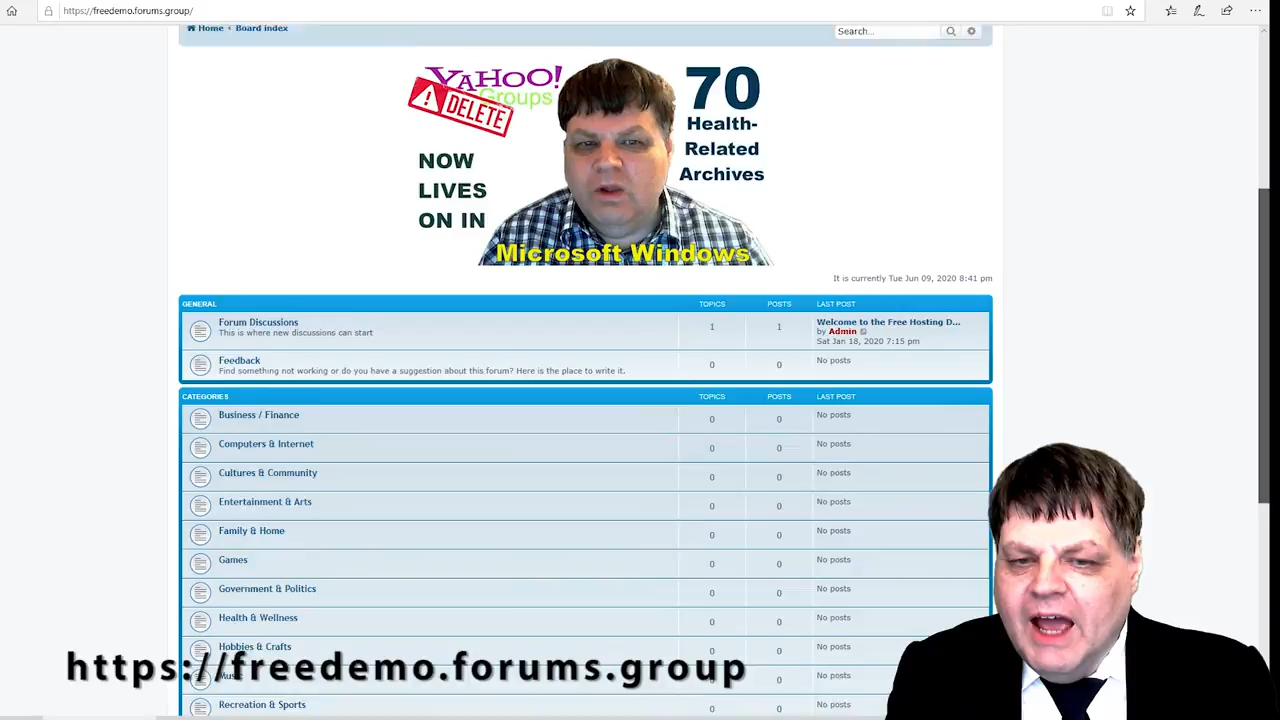 https://freedemo.forums.group/
Home ‹ Board index
Search...
YAHOO!
Groups
DELETE
NOW
LIVES
ON IN
70
Health-
Related
Archives
Microsoft Windows
It is currently Tue Jun 09, 2020 8:41 pm
GENERAL TOPICS POSTS LAST POST
Forum Discussions 1 1 Welcome to the Free Hosting D...
This is where new discussions can start by Admin
Sat Jan 18, 2020 7:15 pm
Feedback 0 0 No posts
Find something not working or do you have a suggestion about this forum? Here is the place to write it.
CATEGORIES TOPICS POSTS LAST POST
Business / Finance 0 0 No posts
Computers & Internet 0 0 No posts
Cultures & Community 0 0 No posts
Entertainment & Arts 0 0 No posts
Family & Home 0 0 No posts
Games 0 0 No posts
Government & Politics 0 0 No posts
Health & Wellness 0 0 No posts
Hobbies & Crafts 0 0 No posts
Music 0 0 No posts
Recreation & Sports 0 0 No posts
https://freedemo.forums.group